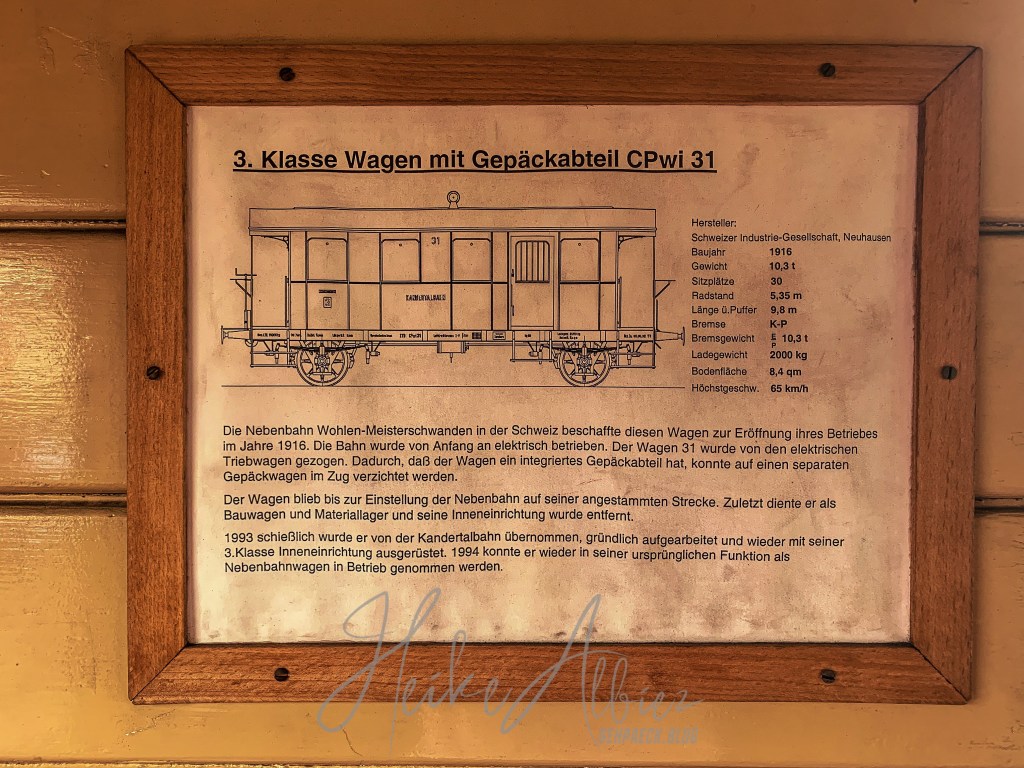 3. Klasse Wagen mit Gepäckabteil CPwi 31
31
3
Hersteller:
Schweizer Industrie-Gesellschaft, Neuhausen
Baujahr 1916
Gewicht 10,3 t
Sitzplätze 30
Radstand 5,35 m
Länge ü.Puffer 9,8 m
Bremse K-P
Bremsgewicht E/P 10,3 t
Ladegewicht 2000 kg
Bodenfläche 8,4 qm
Höchstgeschw. 65 km/h
Die Nebenbahn Wohlen-Meisterschwanden in der Schweiz beschaffte diesen Wagen zur Eröffnung ihres Betriebes
im Jahre 1916. Die Bahn wurde von Anfang an elektrisch betrieben. Der Wagen 31 wurde von den elektrischen
Triebwagen gezogen. Dadurch, daß der Wagen ein integriertes Gepäckabteil hat, konnte auf einen separaten
Gepäckwagen im Zug verzichtet werden.
Der Wagen blieb bis zur Einstellung der Nebenbahn auf seiner angestammten Strecke. Zuletzt diente er als
Bauwagen und Materiallager und seine Inneneinrichtung wurde entfernt.
1993 schießlich wurde er von der Kandertalbahn übernommen, gründlich aufgearbeitet und wieder mit seiner
3.Klasse Inneneinrichtung ausgerüstet. 1994 konnte er wieder in seiner ursprünglichen Funktion als
Nebenbahnwagen in Betrieb genommen werden.
Heike Albiez